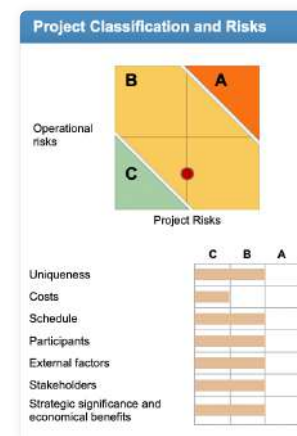 Project Classification and Risks
B A
Operational
risks
C
Project Risks
C B A
Uniqueness
Costs
Schedule
Participants
External factors
Stakeholders
Strategic significance and
economical benefits